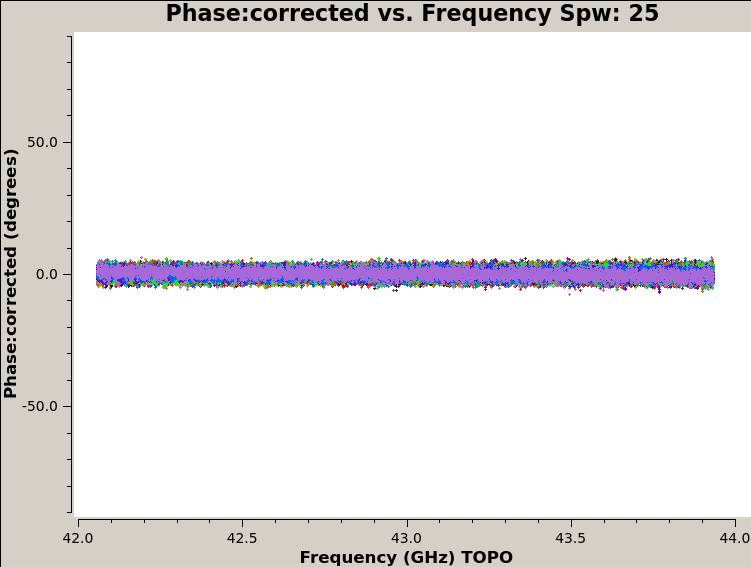 Phase:corrected vs. Frequency Spw: 25
Phase:corrected (degrees)
50.0
0.0
-50.0
42.0 42.5 43.0 43.5 44.0
Frequency (GHz) TOPO